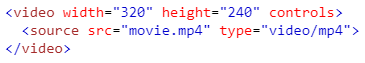 <video width="320" height="240" controls>
  <source src="movie.mp4" type="video/mp4">
</video>